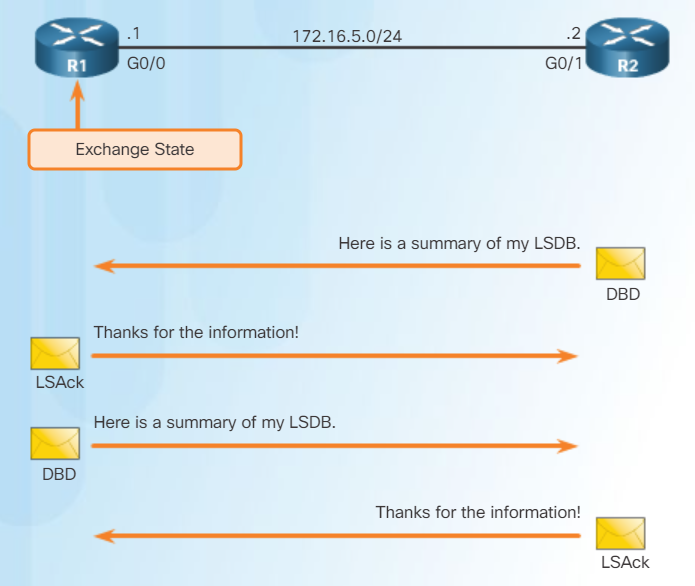 .1
172.16.5.0/24
.2
R1
G0/0
G0/1
R2
Exchange State
Here is a summary of my LSDB.
DBD
Thanks for the information!
LSAck
Here is a summary of my LSDB.
DBD
Thanks for the information!
LSAck